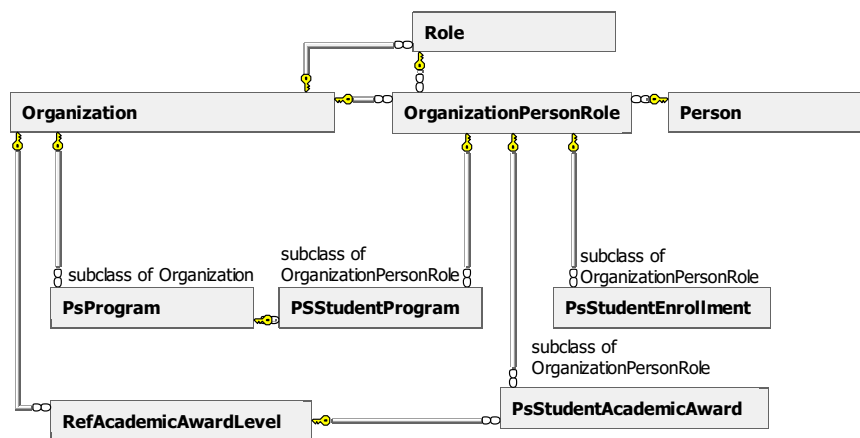 Role
Organization
OrganizationPersonRole
Person
subclass of Organization
subclass of
OrganizationPersonRole
subclass of
OrganizationPersonRole
PsProgram
PSStudentProgram
PsStudentEnrollment
subclass of
OrganizationPersonRole
RefAcademicAwardLevel
PsStudentAcademicAward